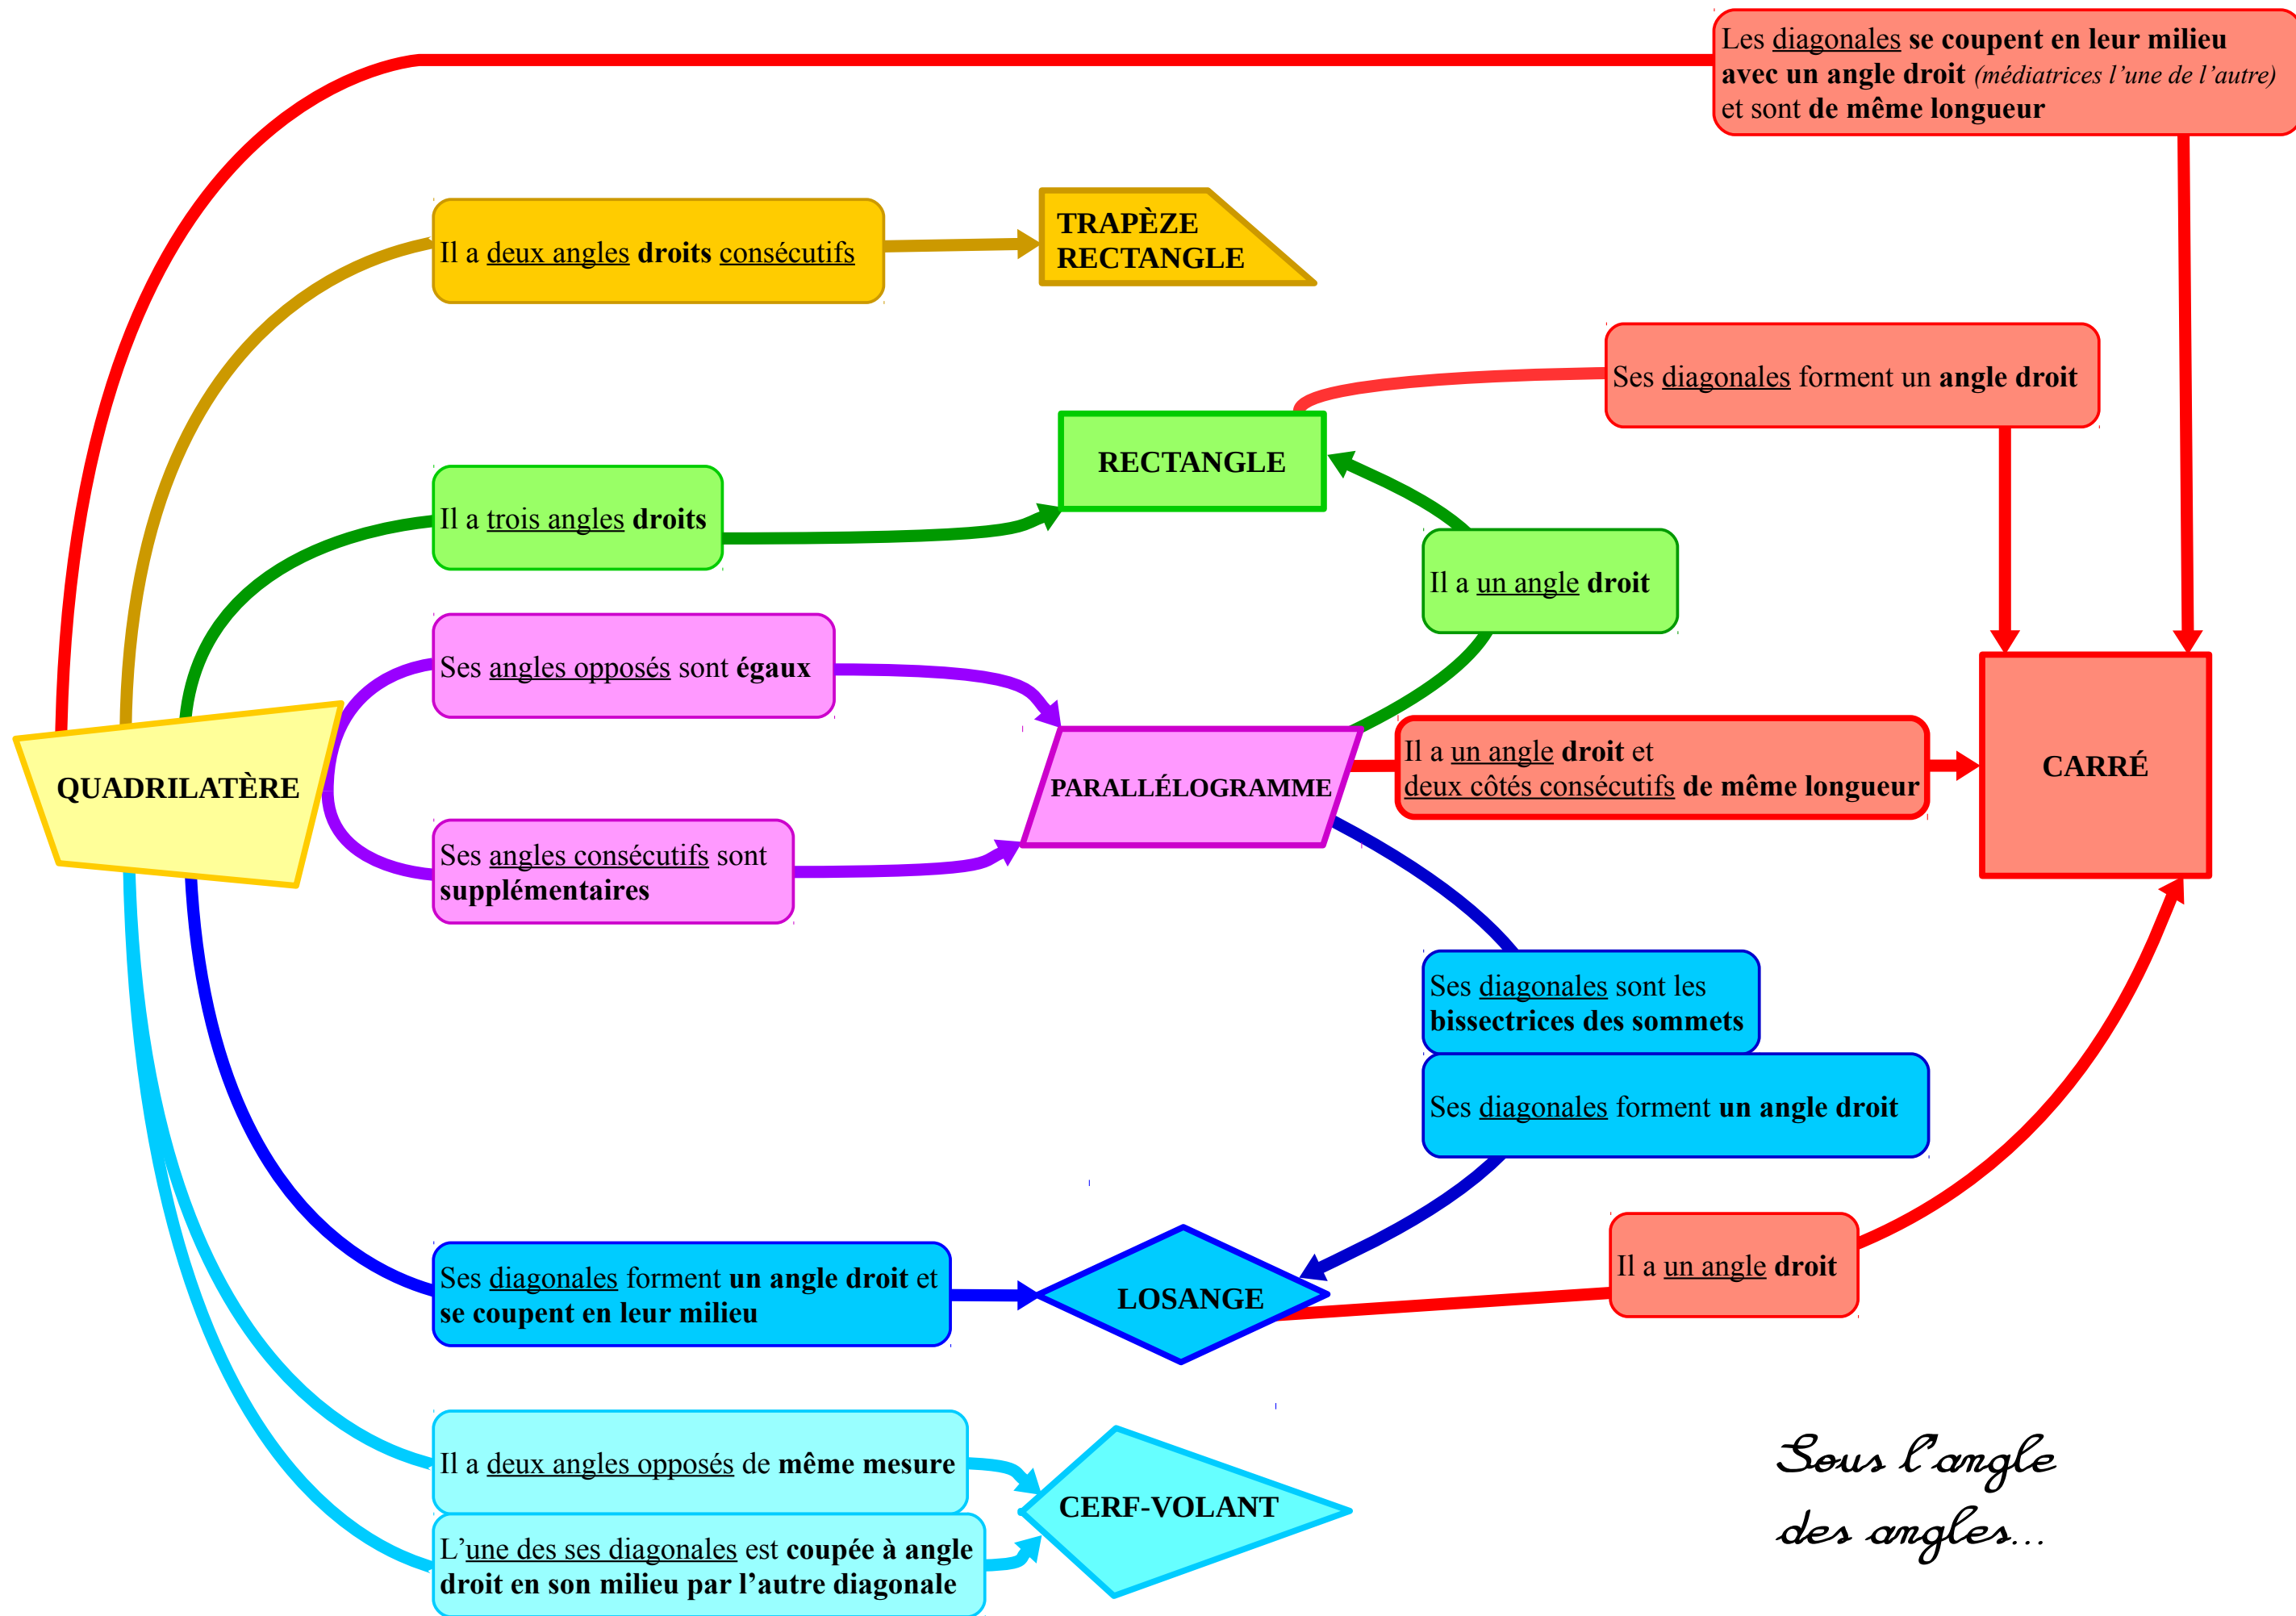 Les diagonales se coupent en leur milieu
avec un angle droit (médiatrices l’une de l’autre)
et sont de même longueur
Il a deux angles droits consécutifs
TRAPÈZE
RECTANGLE
Ses diagonales forment un angle droit
RECTANGLE
Il a trois angles droits
Il a un angle droit
Ses angles opposés sont égaux
QUADRILATÈRE
PARALLÉLOGRAMME
Il a un angle droit et
deux côtés consécutifs de même longueur
CARRÉ
Ses angles consécutifs sont
supplémentaires
Ses diagonales sont les
bissectrices des sommets
Ses diagonales forment un angle droit
Ses diagonales forment un angle droit et
se coupent en leur milieu
LOSANGE
Il a un angle droit
Il a deux angles opposés de même mesure
CERF-VOLANT
L’une des ses diagonales est coupée à angle
droit en son milieu par l’autre diagonale
Sous l’angle
des angles...